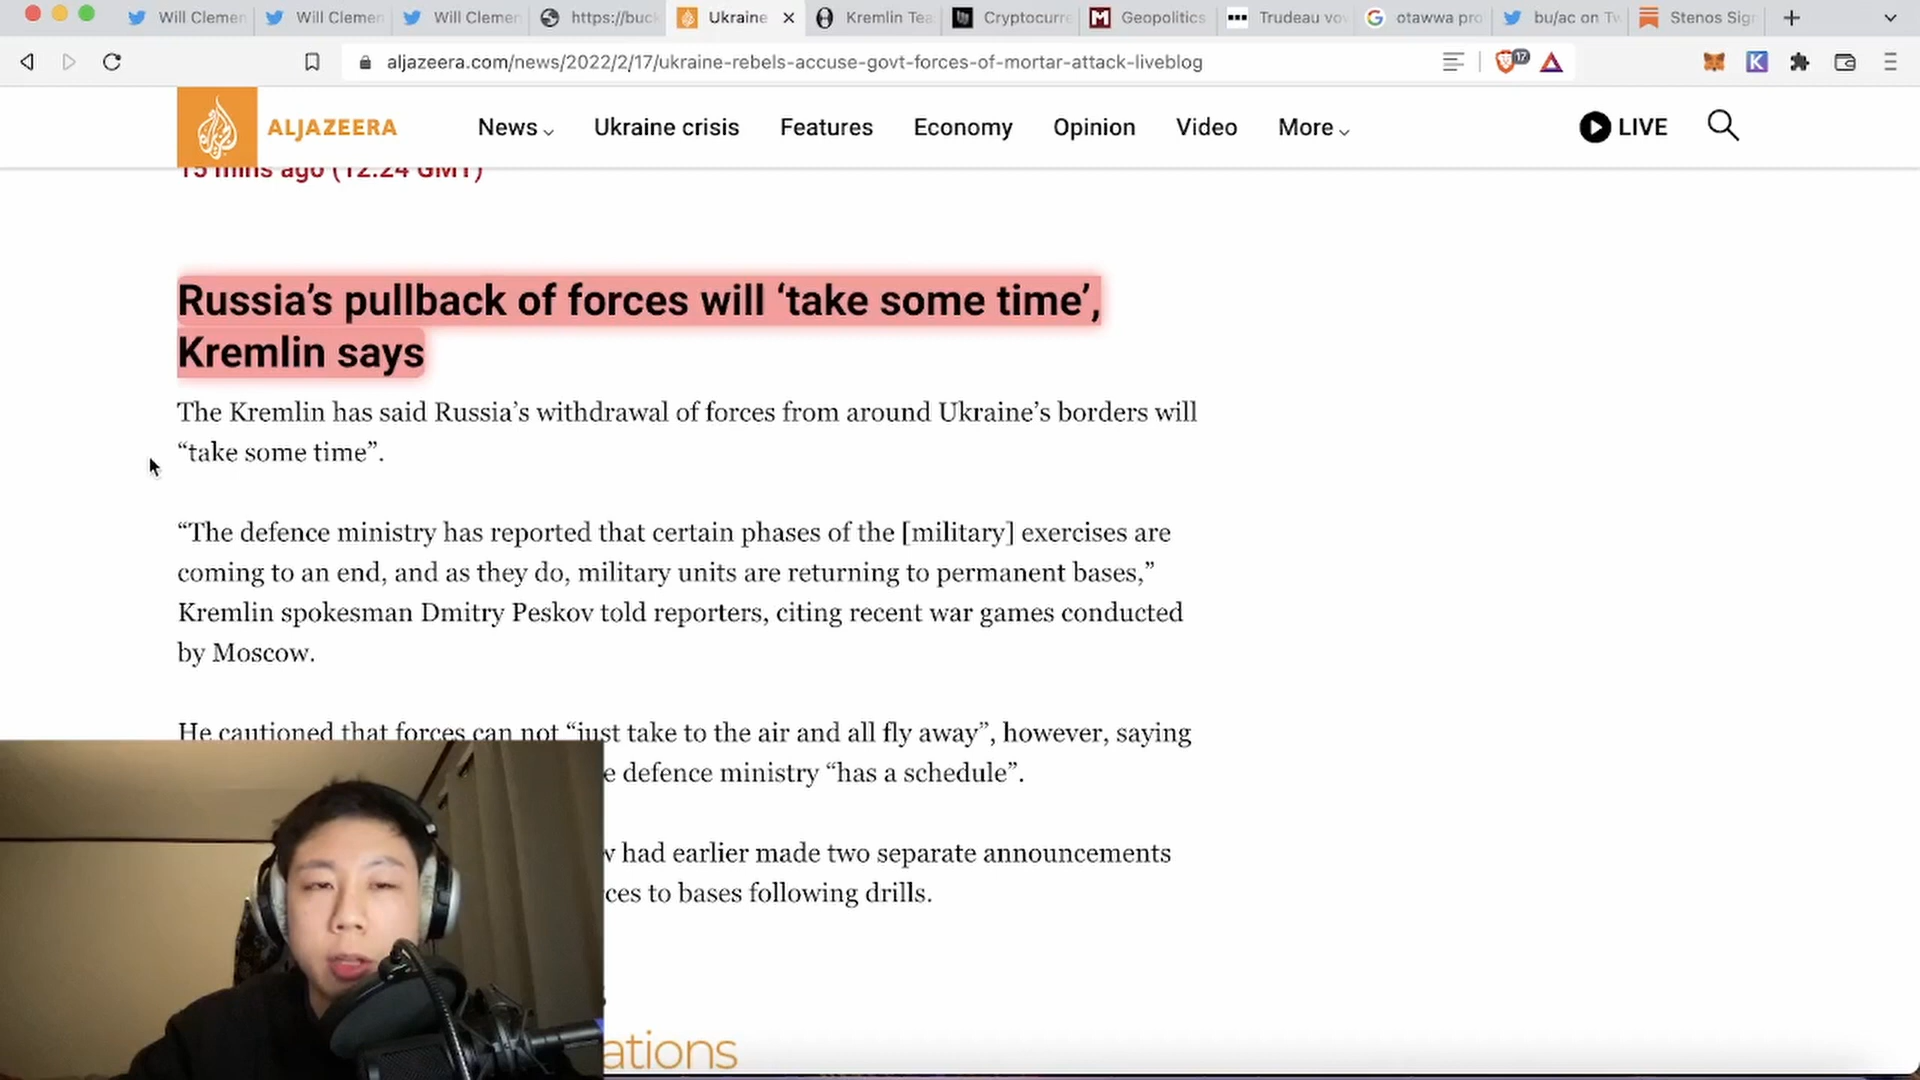 Will Clemen
Will Clemen
Will Clemen
https://buc
Ukraine
Kremlin Tea
Cryptocurre
Geopolitics
Trudeau vo
otawwa pro
bu/ac on Tw
Stenos Sig
aljazeera.com/news/2022/2/17/ukraine-rebels-accuse-govt-forces-of-mortar-attack-liveblog
17
K
ALJAZEERA
News
Ukraine crisis
Features
Economy
Opinion
Video
More
LIVE
15 mins ago (12:24 GMT)
Russia’s pullback of forces will ‘take some time’,
Kremlin says
The Kremlin has said Russia’s withdrawal of forces from around Ukraine’s borders will
“take some time”.
“The defence ministry has reported that certain phases of the [military] exercises are
coming to an end, and as they do, military units are returning to permanent bases,”
Kremlin spokesman Dmitry Peskov told reporters, citing recent war games conducted
by Moscow.
He cautioned that forces can not “just take to the air and all fly away”, however, saying
e defence ministry “has a schedule”.
w had earlier made two separate announcements
ces to bases following drills.
ations